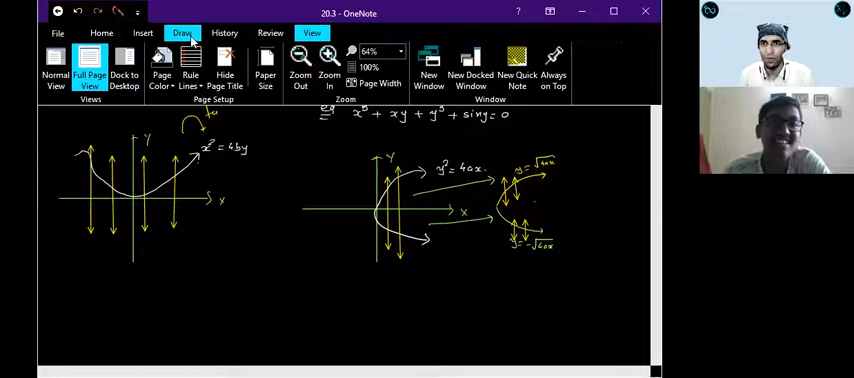 20.3 - OneNote
File
Home
Insert
Draw
History
Review
View
Normal View
Full Page View
Dock to Desktop
Views
Page Color
Rule Lines
Hide Page Title
Page Setup
Paper Size
Zoom Out
Zoom In
64%
100%
Page Width
Zoom
New Window
New Docked Window
New Quick Note
Always on Top
Window
eg x⁵ + xy + y⁵ + siny = 0
Y
x² = 4by
X
Y
y² = 4ax.
X
y = √4ax
y = -√4ax